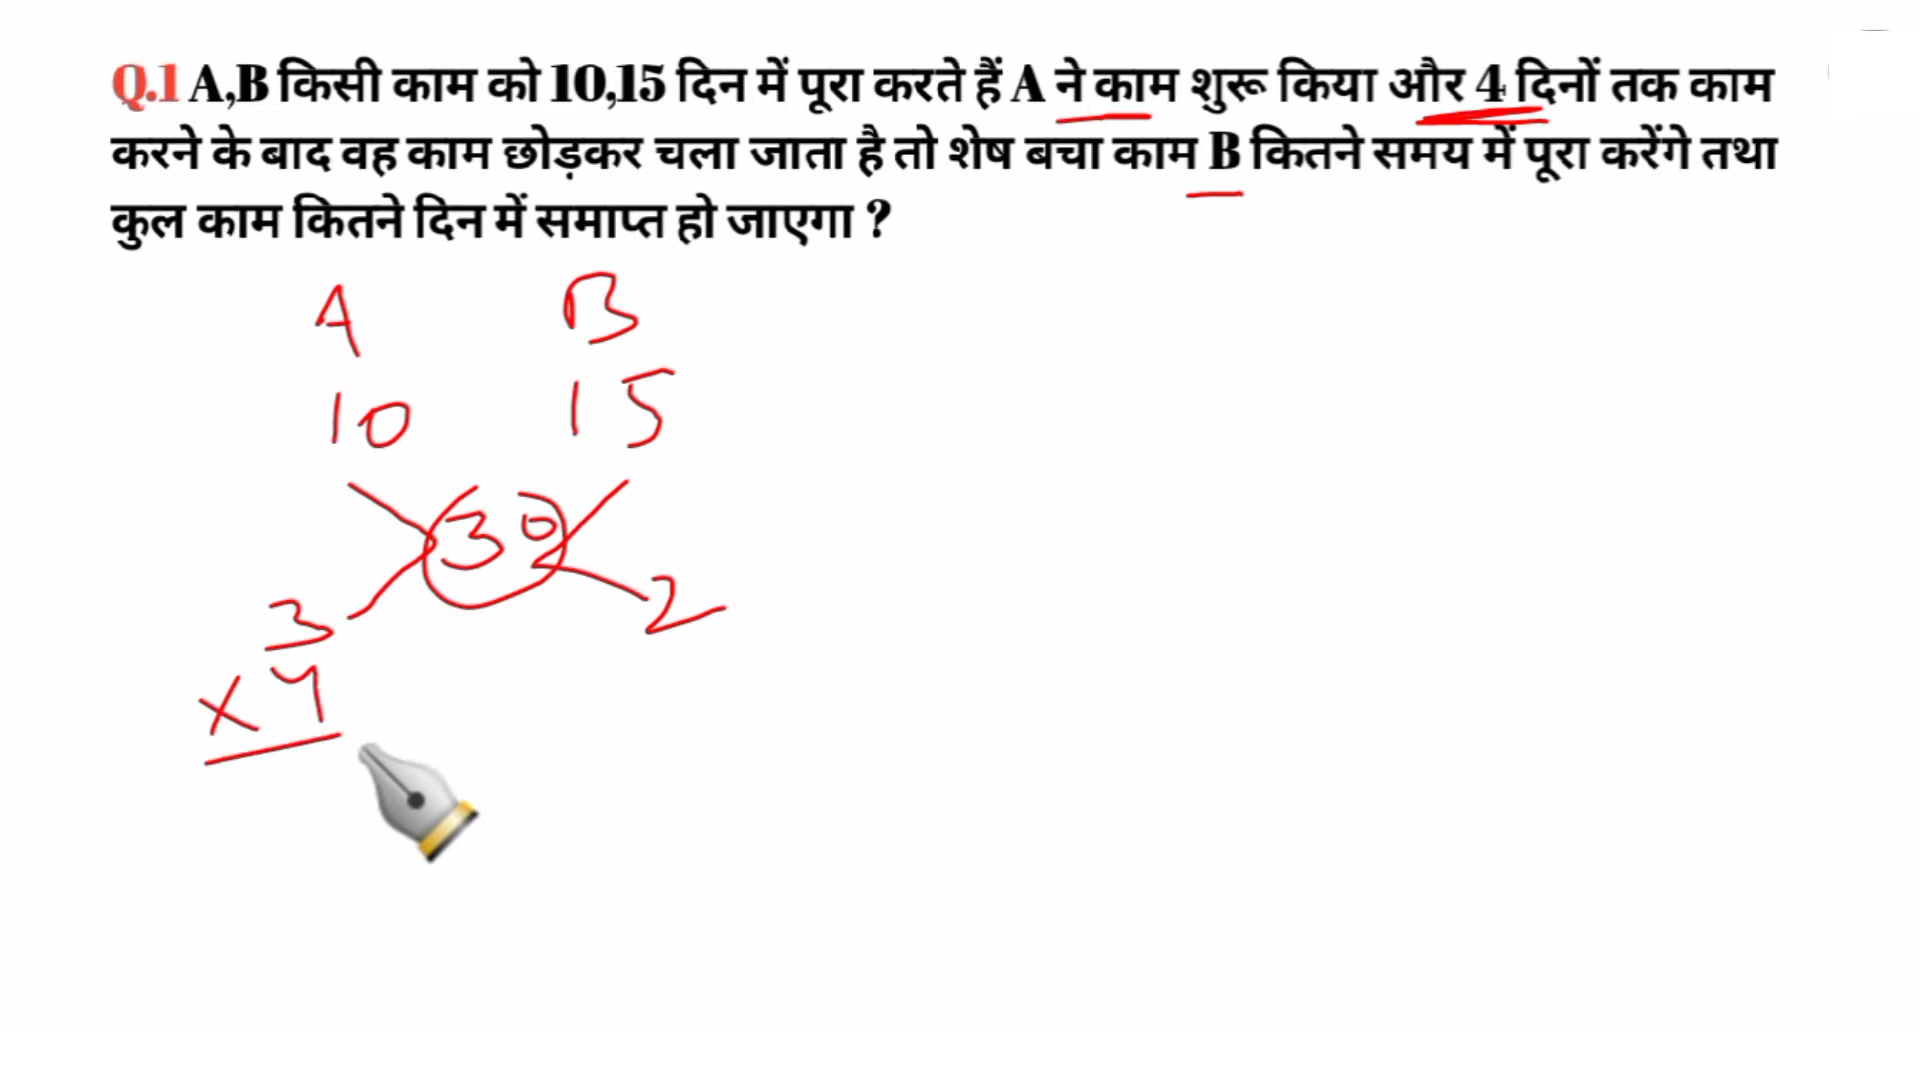 Q.1 A,B किसी काम को 10,15 दिन में पूरा करते हैं A ने काम शुरू किया और 4 दिनों तक काम
करने के बाद वह काम छोड़कर चला जाता है तो शेष बचा काम B कितने समय में पूरा करेंगे तथा
कुल काम कितने दिन में समाप्त हो जाएगा ?
A B
10 15
30
3 2
× 4